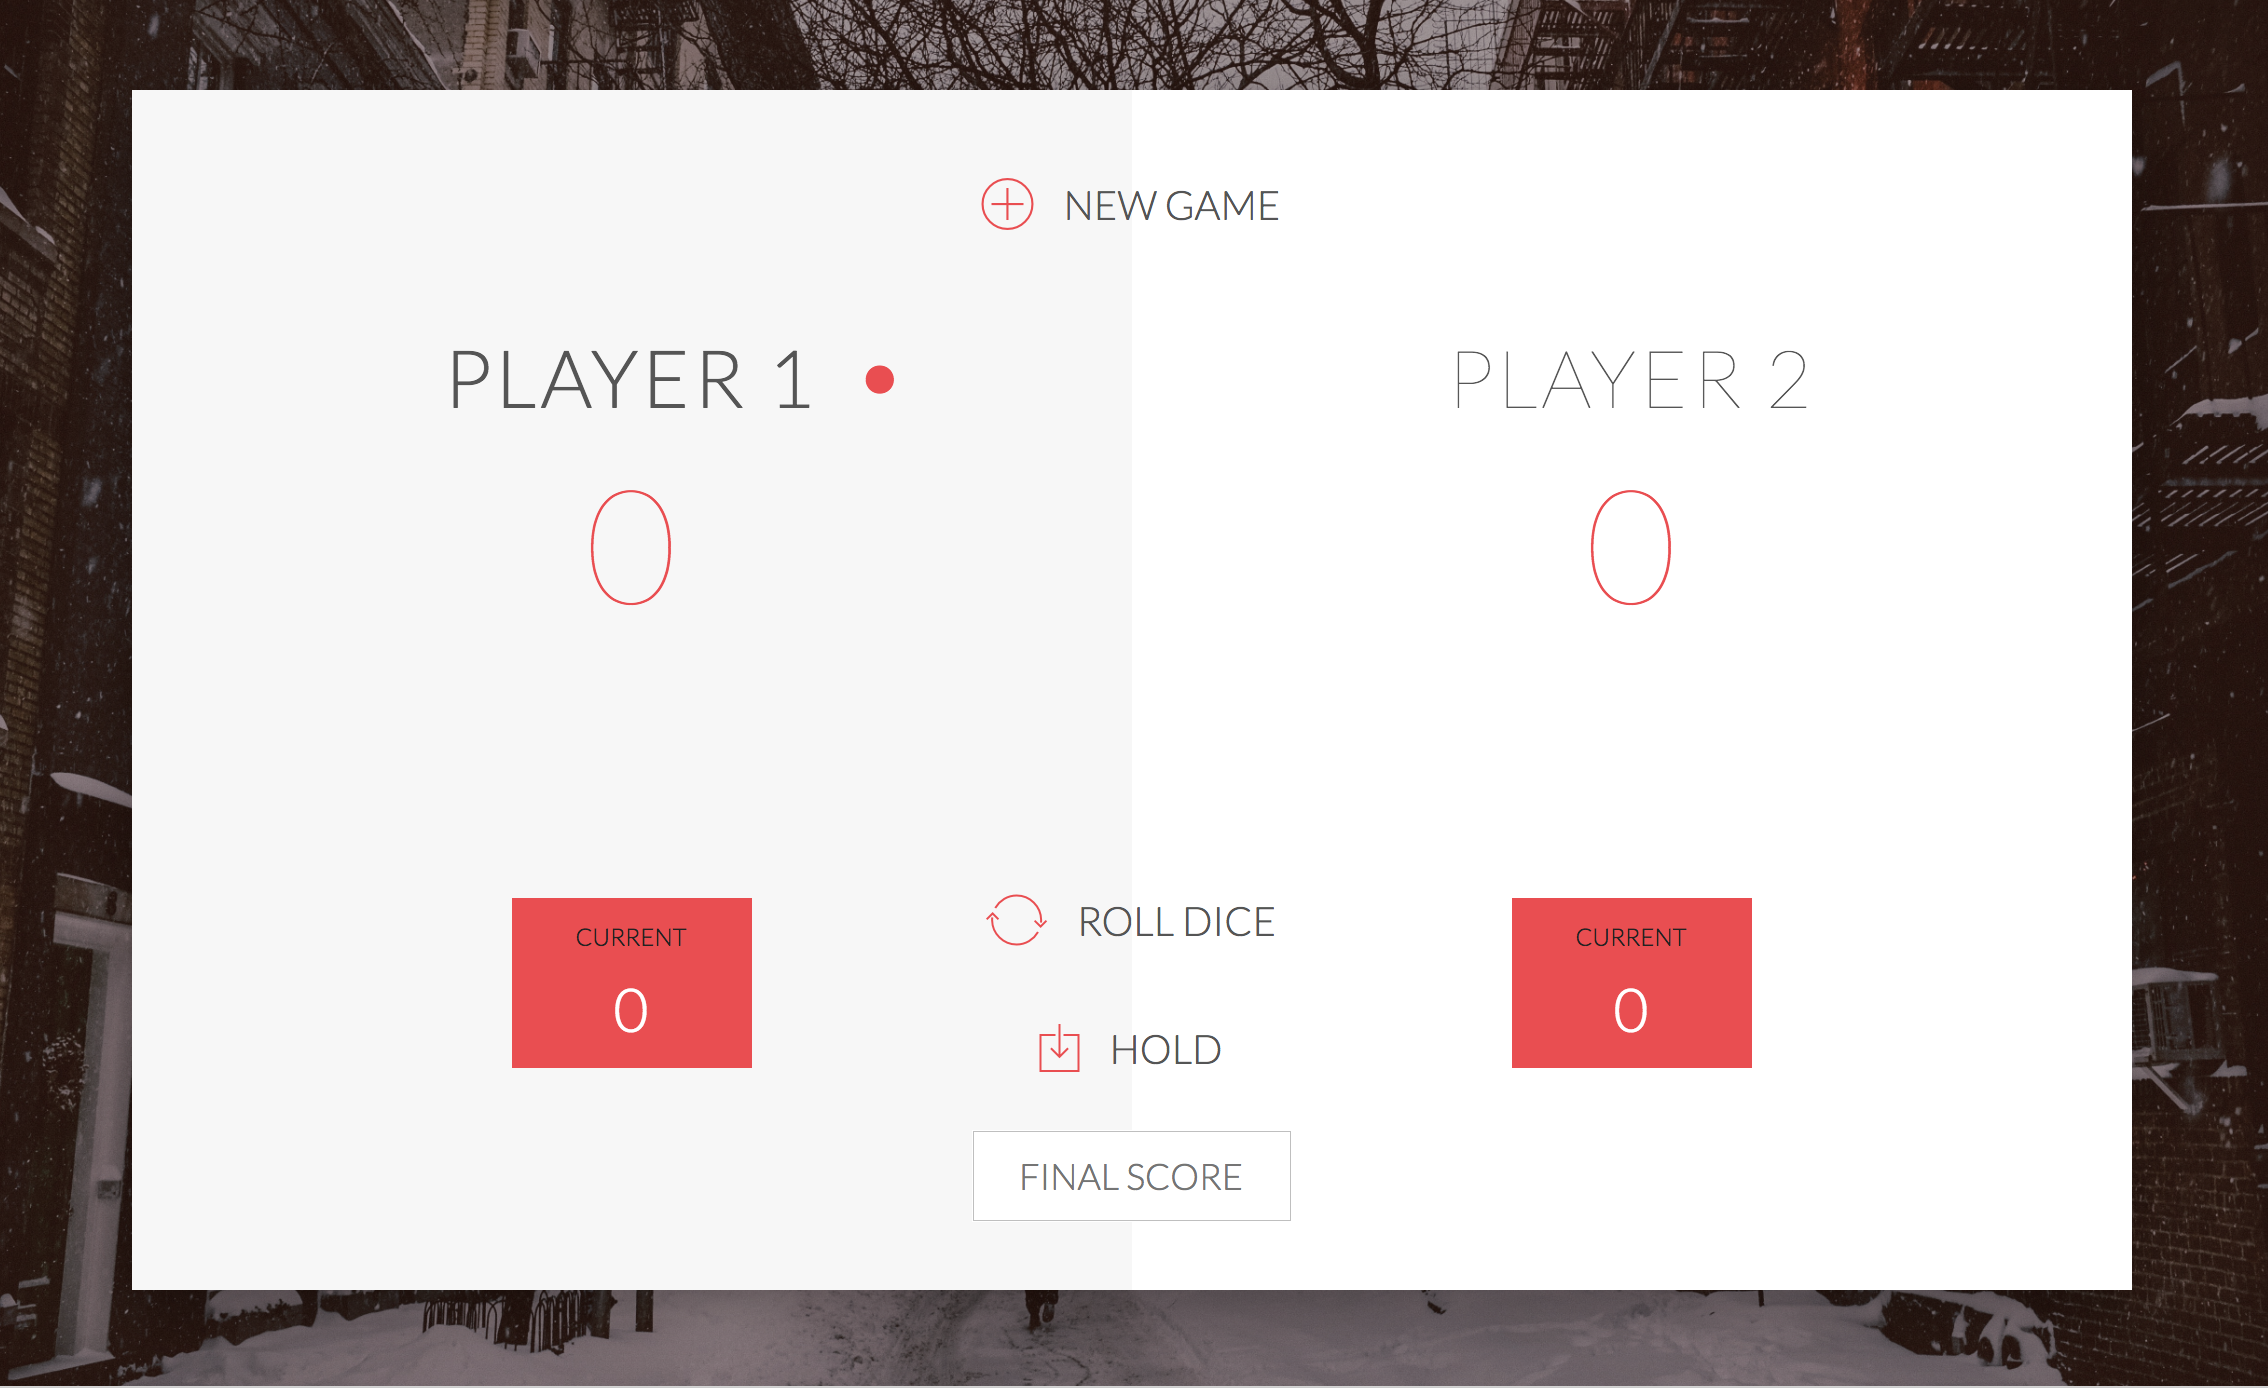 NEW GAME
PLAYER 1
0
CURRENT
0
PLAYER 2
0
CURRENT
0
ROLL DICE
HOLD
FINAL SCORE